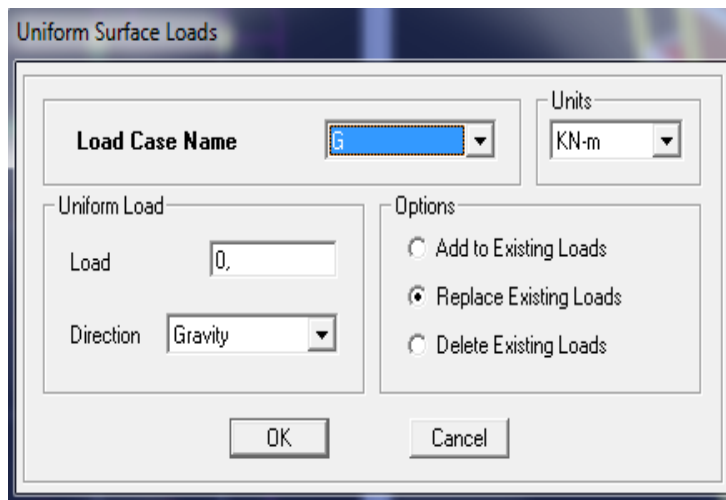 Uniform Surface Loads
Load Case Name G
Units
KN-m
Uniform Load
Load 0,
Direction Gravity
Options
Add to Existing Loads
Replace Existing Loads
Delete Existing Loads
OK Cancel